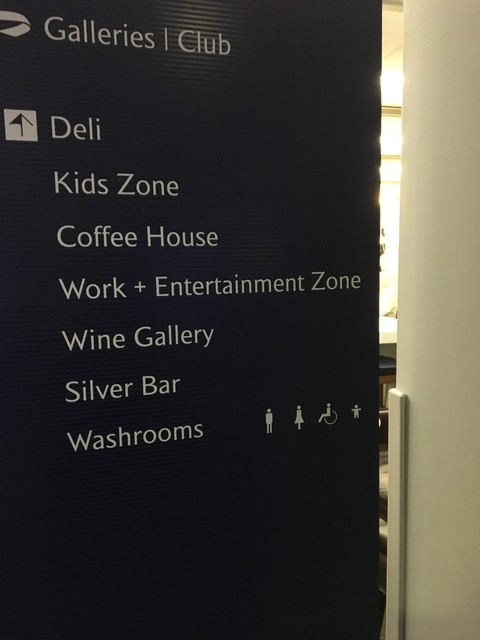 Galleries | Club
Deli
Kids Zone
Coffee House
Work + Entertainment Zone
Wine Gallery
Silver Bar
Washrooms